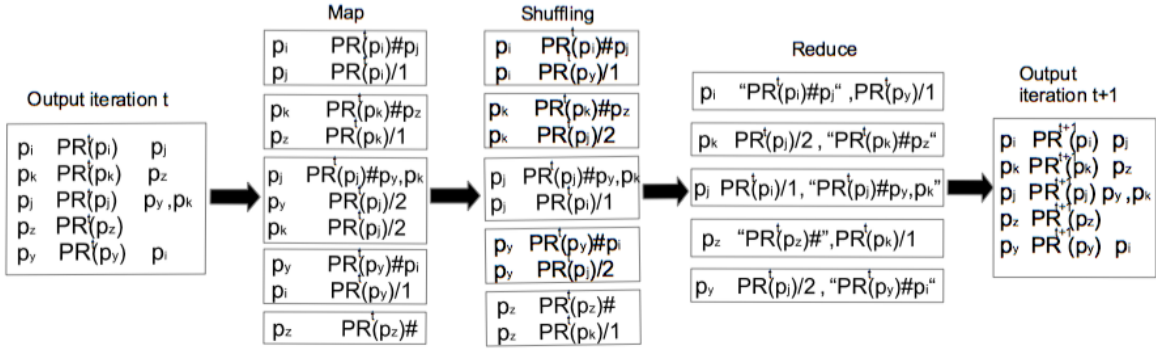 Output iteration t
pi PRt(pi) pj
pk PRt(pk) pz
pj PRt(pj) py ,pk
pz PRt(pz)
py PRt(py) pi
Map
pi PRt(pi)#pj
pj PRt(pi)/1
pk PRt(pk)#pz
pz PRt(pk)/1
pj PRt(pj)#py,pk
py PRt(pj)/2
pk PRt(pj)/2
py PRt(py)#pi
pi PRt(py)/1
pz PRt(pz)#
Shuffling
pi PRt(pi)#pj
pi PRt(py)/1
pk PRt(pk)#pz
pk PRt(pj)/2
pj PRt(pj)#py,pk
pj PRt(pi)/1
py PRt(py)#pi
py PRt(pj)/2
pz PRt(pz)#
pz PRt(pk)/1
Reduce
pi “PRt(pi)#pj“ ,PRt(py)/1
pk PRt(pj)/2 , “PRt(pk)#pz“
pj PRt(pi)/1, “PRt(pj)#py,pk”
pz “PRt(pz)#”,PRt(pk)/1
py PRt(pj)/2 , “PRt(py)#pi“
Output
iteration t+1
pi PRt+1(pi) pj
pk PRt+1(pk) pz
pj PRt+1(pj) py,pk
pz PRt+1(pz)
py PRt+1(py) pi